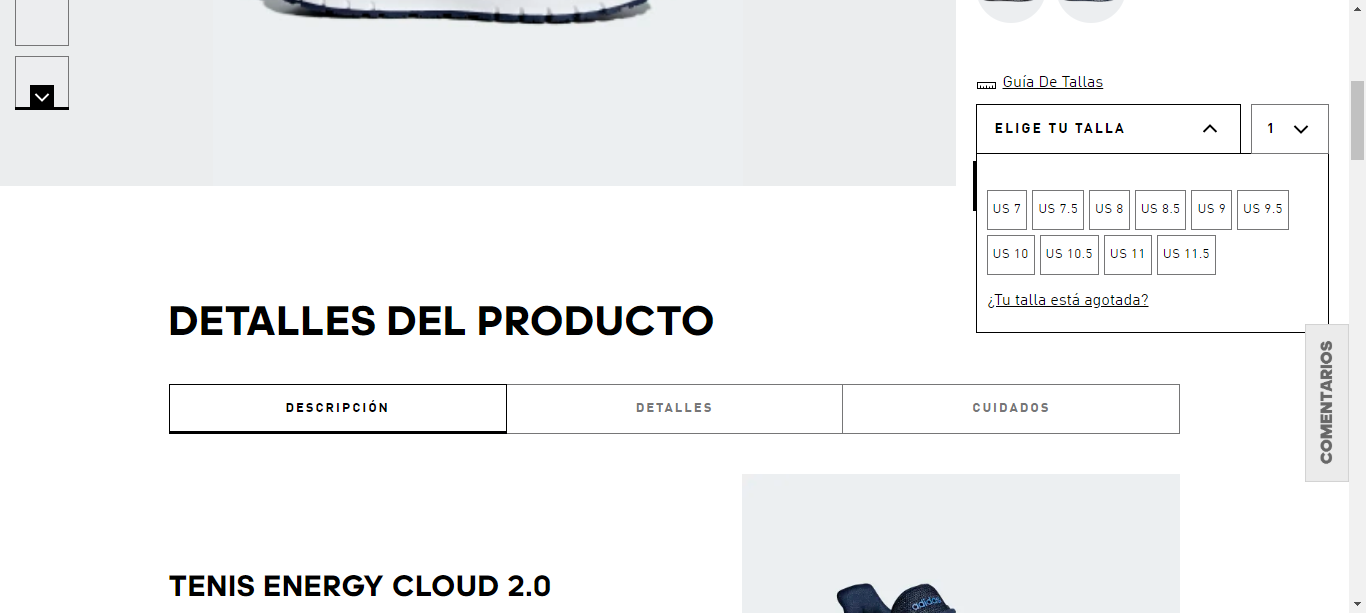 Guía De Tallas
ELIGE TU TALLA
1
US 7 US 7.5 US 8 US 8.5 US 9 US 9.5
US 10 US 10.5 US 11 US 11.5
¿Tu talla está agotada?
DETALLES DEL PRODUCTO
COMENTARIOS
DESCRIPCIÓN DETALLES CUIDADOS
TENIS ENERGY CLOUD 2.0
adidas